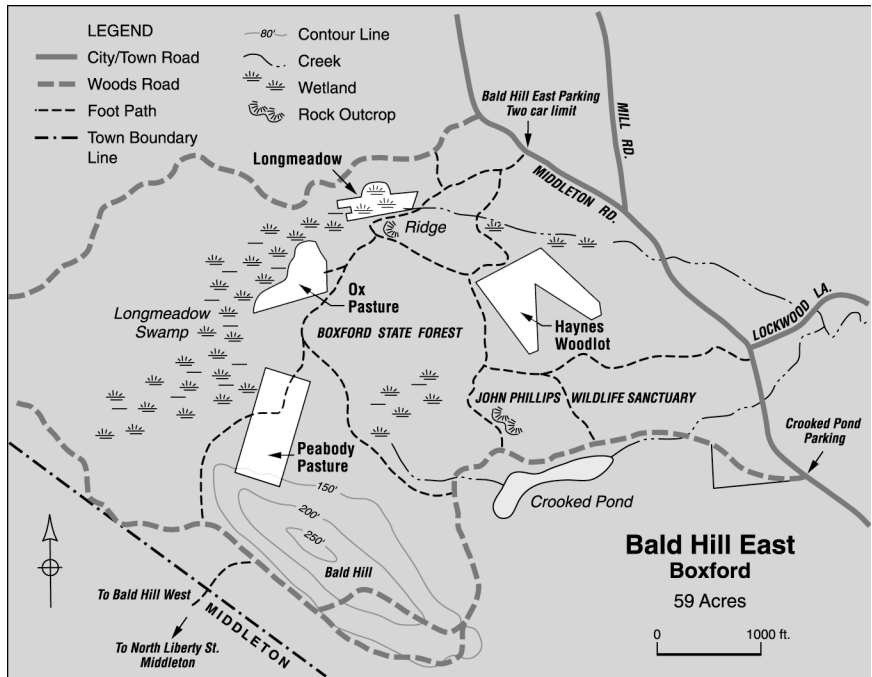 LEGEND
City/Town Road
Woods Road
Foot Path
Town Boundary
Line
80'
Contour Line
Creek
Wetland
Rock Outcrop
Bald Hill East Parking
Two car limit
MILL RD.
MIDDLETON RD.
Longmeadow
Ridge
Ox
Pasture
Longmeadow
Swamp
BOXFORD STATE FOREST
Haynes
Woodlot
LOCKWOOD LA.
JOHN PHILLIPS WILDLIFE SANCTUARY
Crooked Pond
Parking
Peabody
Pasture
Crooked Pond
150'
200'
250'
Bald Hill
To Bald Hill West
MIDDLETON
To North Liberty St.
Middleton
Bald Hill East
Boxford
59 Acres
0 1000 ft.